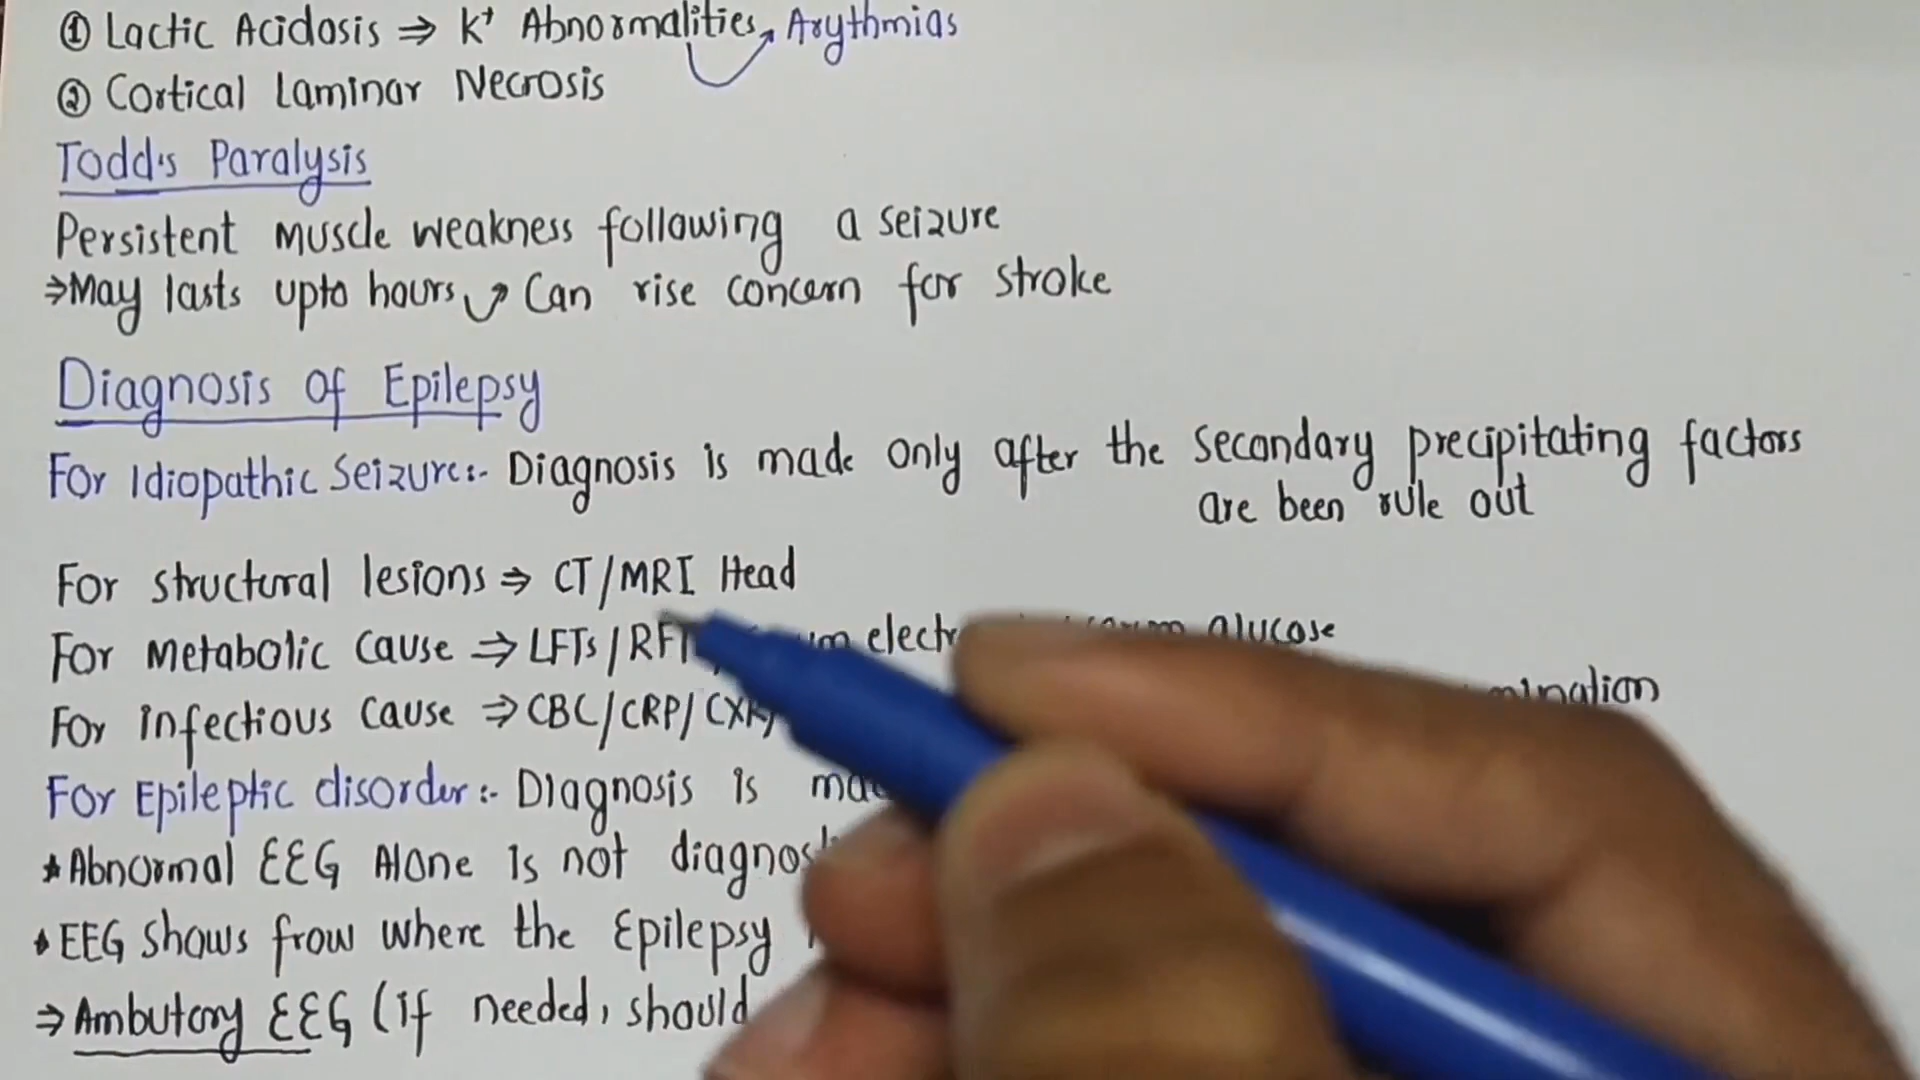 ① Lactic Acidosis ⇒ K⁺ Abnormalities, Arythmias
② Cortical Laminar Necrosis
Todd's Paralysis
Persistent muscle weakness following a seizure
⇒May lasts upto hours Can rise concern for stroke
Diagnosis of Epilepsy
For Idiopathic Seizure:- Diagnosis is made only after the secondary precipitating factors
are been rule out
For structural lesions ⇒ CT/MRI Head
For Metabolic cause ⇒ LFTs/ glucose
For infectious cause ⇒ CBC/CRP/
For Epileptic disorder:- Diagnosis is
* Abnormal EEG Alone is not
* EEG shows frow where the Epilepsy
⇒ Ambutory EEG (if needed, should